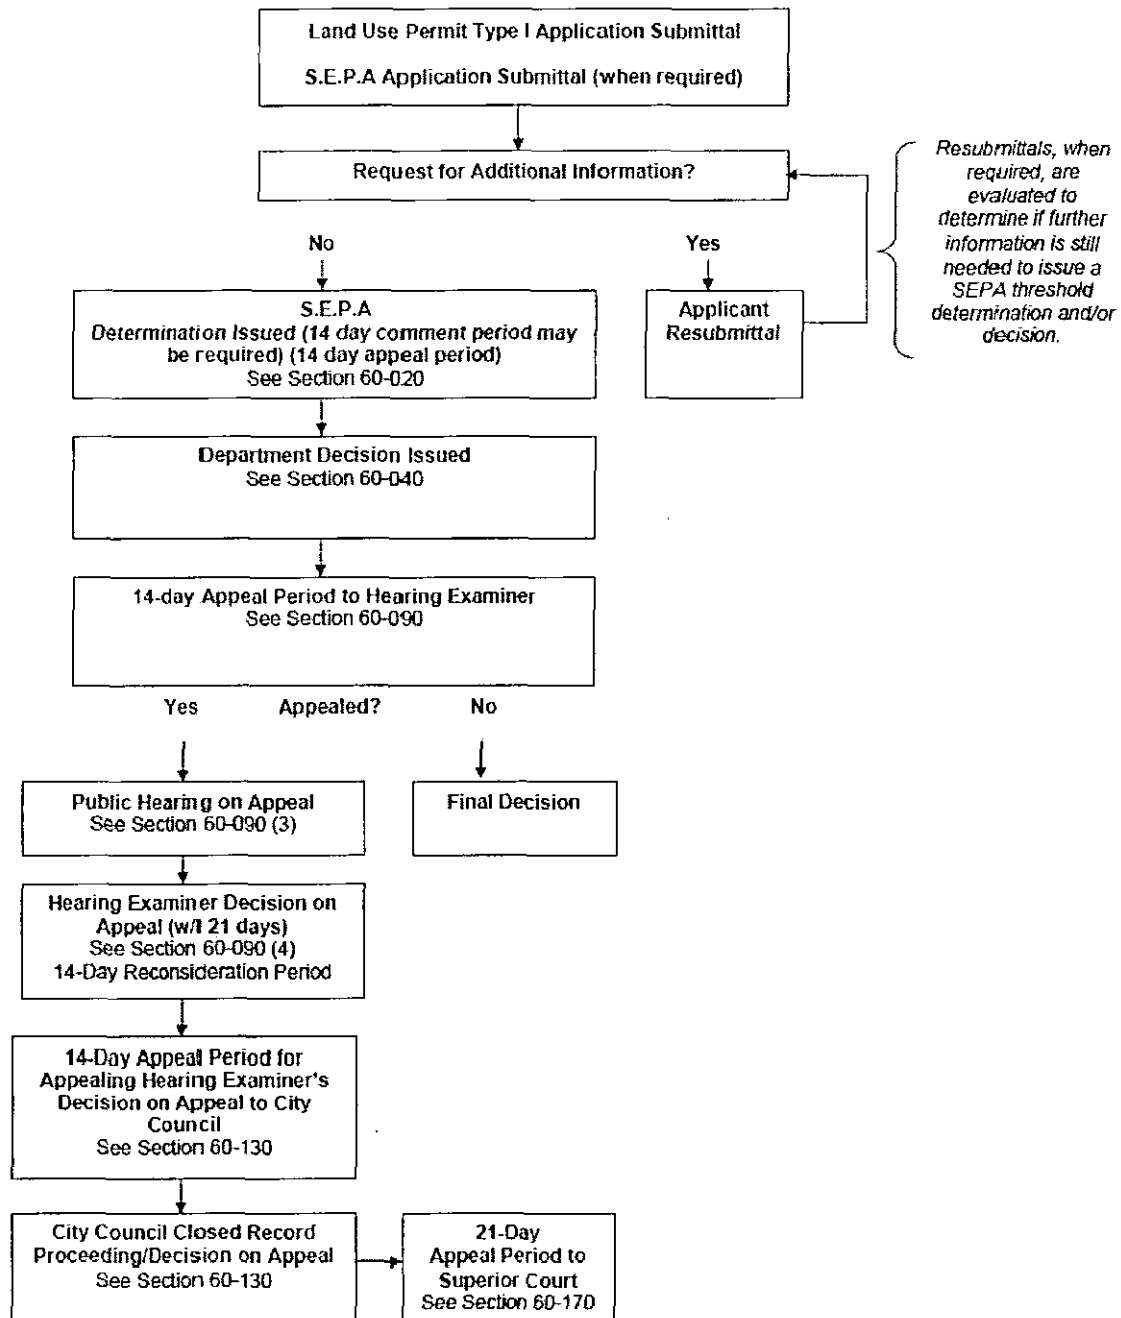 Land Use Permit Type I Application Submittal
S.E.P.A Application Submittal (when required)
Request for Additional Information?
Resubmittals, when
required, are
evaluated to
determine if further
information is still
needed to issue a
SEPA threshold
determination and/or
decision.
No
Yes
S.E.P.A
Determination Issued (14 day comment period may
be required) (14 day appeal period)
See Section 60-020
Applicant
Resubmittal
Department Decision Issued
See Section 60-040
14-day Appeal Period to Hearing Examiner
See Section 60-090
Yes Appealed? No
Public Hearing on Appeal
See Section 60-090 (3)
Final Decision
Hearing Examiner Decision on
Appeal (w/I 21 days)
See Section 60-090 (4)
14-Day Reconsideration Period
14-Day Appeal Period for
Appealing Hearing Examiner's
Decision on Appeal to City
Council
See Section 60-130
City Council Closed Record
Proceeding/Decision on Appeal
See Section 60-130
21-Day
Appeal Period to
Superior Court
See Section 60-170